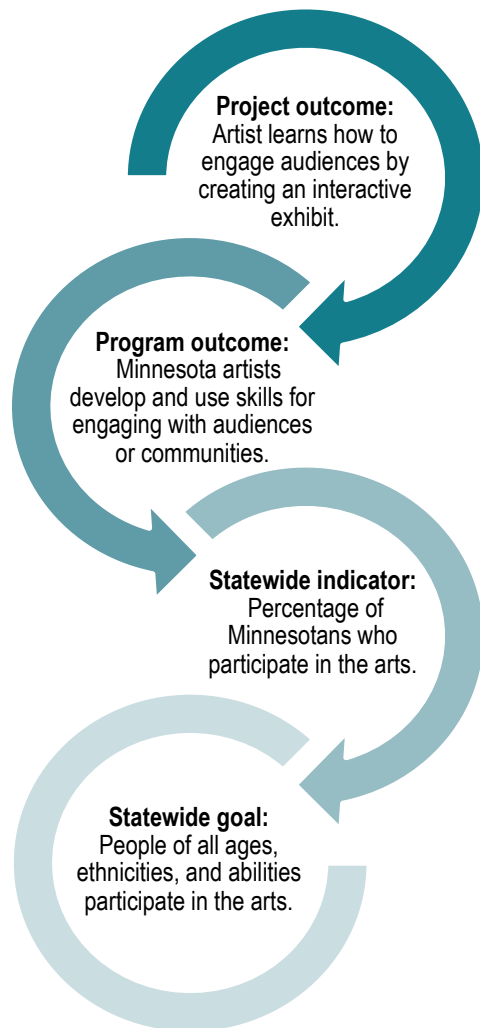 Project outcome:
Artist learns how to
engage audiences by
creating an interactive
exhibit.
Program outcome:
Minnesota artists
develop and use skills for
engaging with audiences
or communities.
Statewide indicator:
Percentage of
Minnesotans who
participate in the arts.
Statewide goal:
People of all ages,
ethnicities, and abilities
participate in the arts.